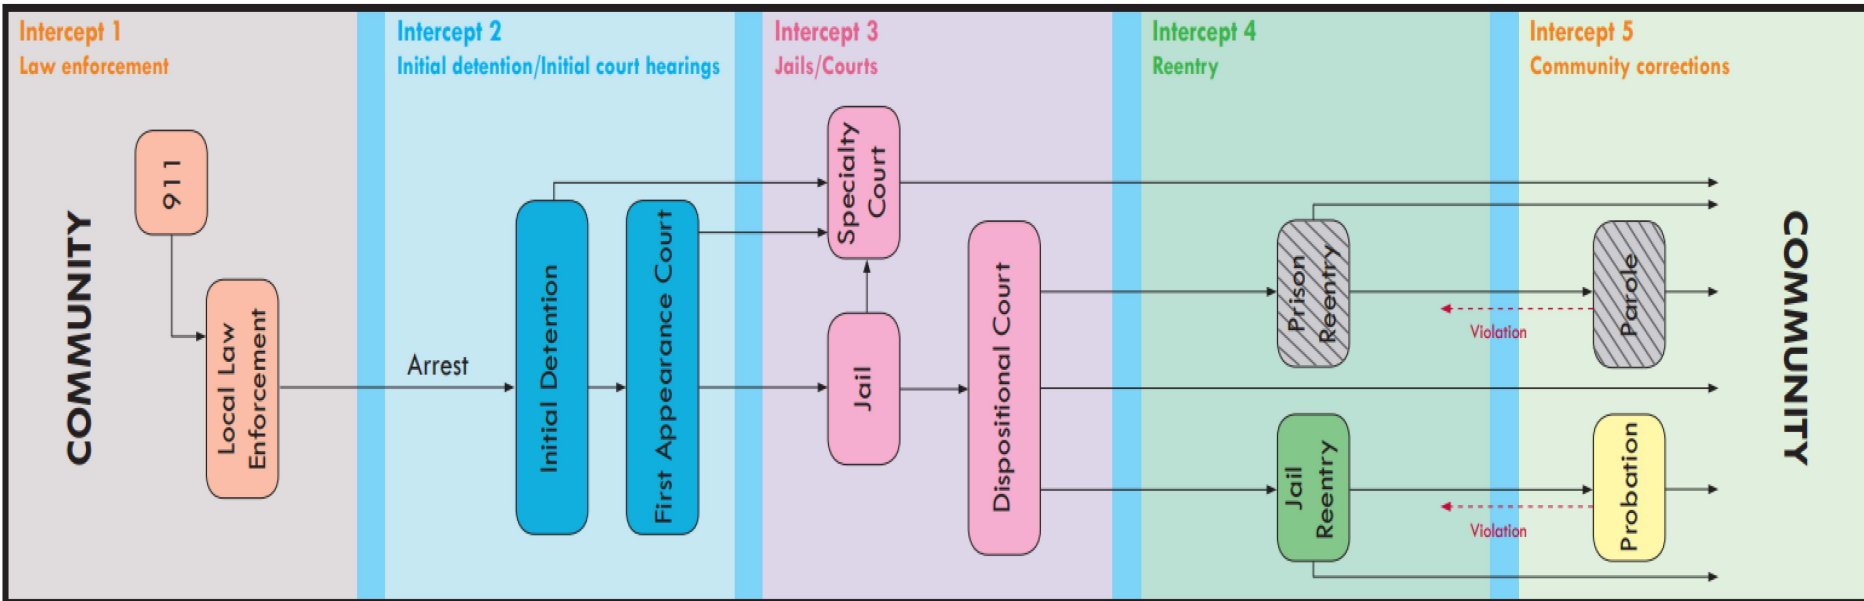 Intercept 1
Law enforcement
Intercept 2
Initial detention/Initial court hearings
Intercept 3
Jails/Courts
Intercept 4
Reentry
Intercept 5
Community corrections
COMMUNITY
911
Local Law
Enforcement
Arrest
Initial Detention
First Appearance Court
Specialty
Court
Jail
Dispositional Court
Prison
Reentry
Violation
Parole
Jail
Reentry
Violation
Probation
COMMUNITY